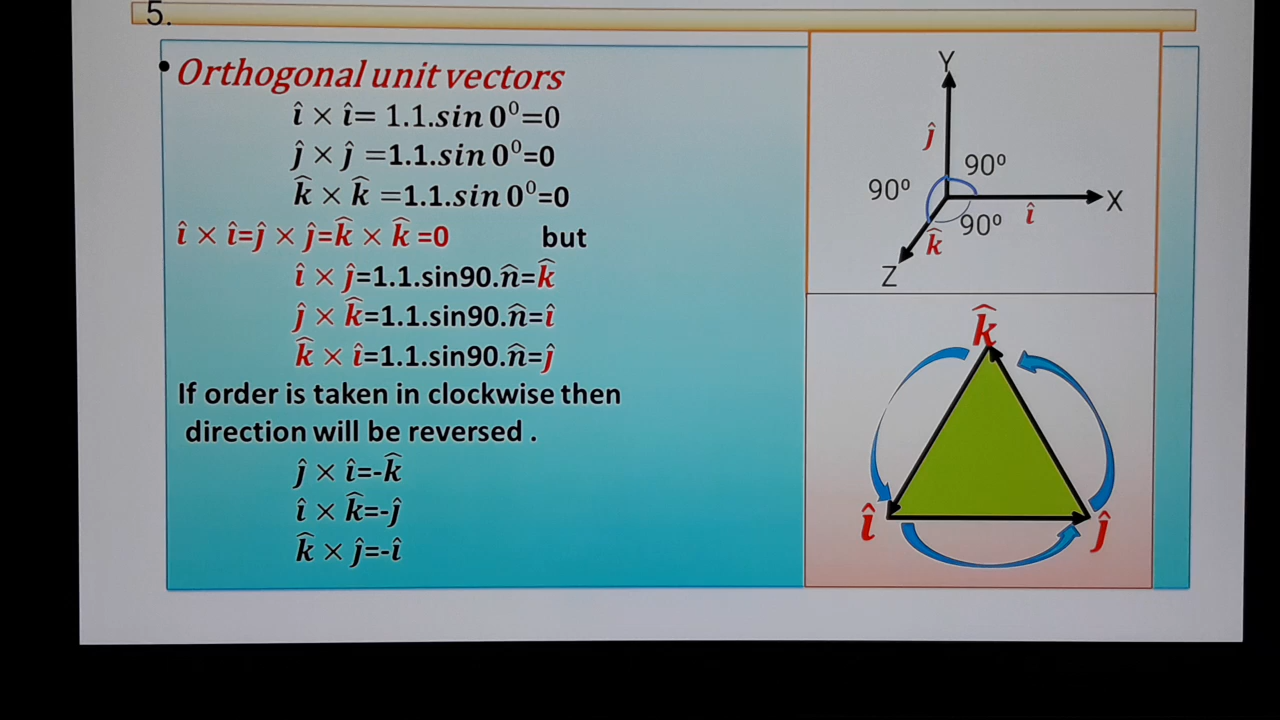 5.
• Orthogonal unit vectors
î × î= 1.1.sin 0⁰=0
ĵ × ĵ =1.1.sin 0⁰=0
k̂ × k̂ =1.1.sin 0⁰=0
î × î=ĵ × ĵ=k̂ × k̂ =0 but
î × ĵ=1.1.sin90.n̂=k̂
ĵ × k̂=1.1.sin90.n̂=î
k̂ × î=1.1.sin90.n̂=ĵ
If order is taken in clockwise then
direction will be reversed .
ĵ × î=-k̂
î × k̂=-ĵ
k̂ × ĵ=-î
Y
ĵ
90⁰
90⁰
X
î
90⁰
k̂
Z
k̂
î
ĵ